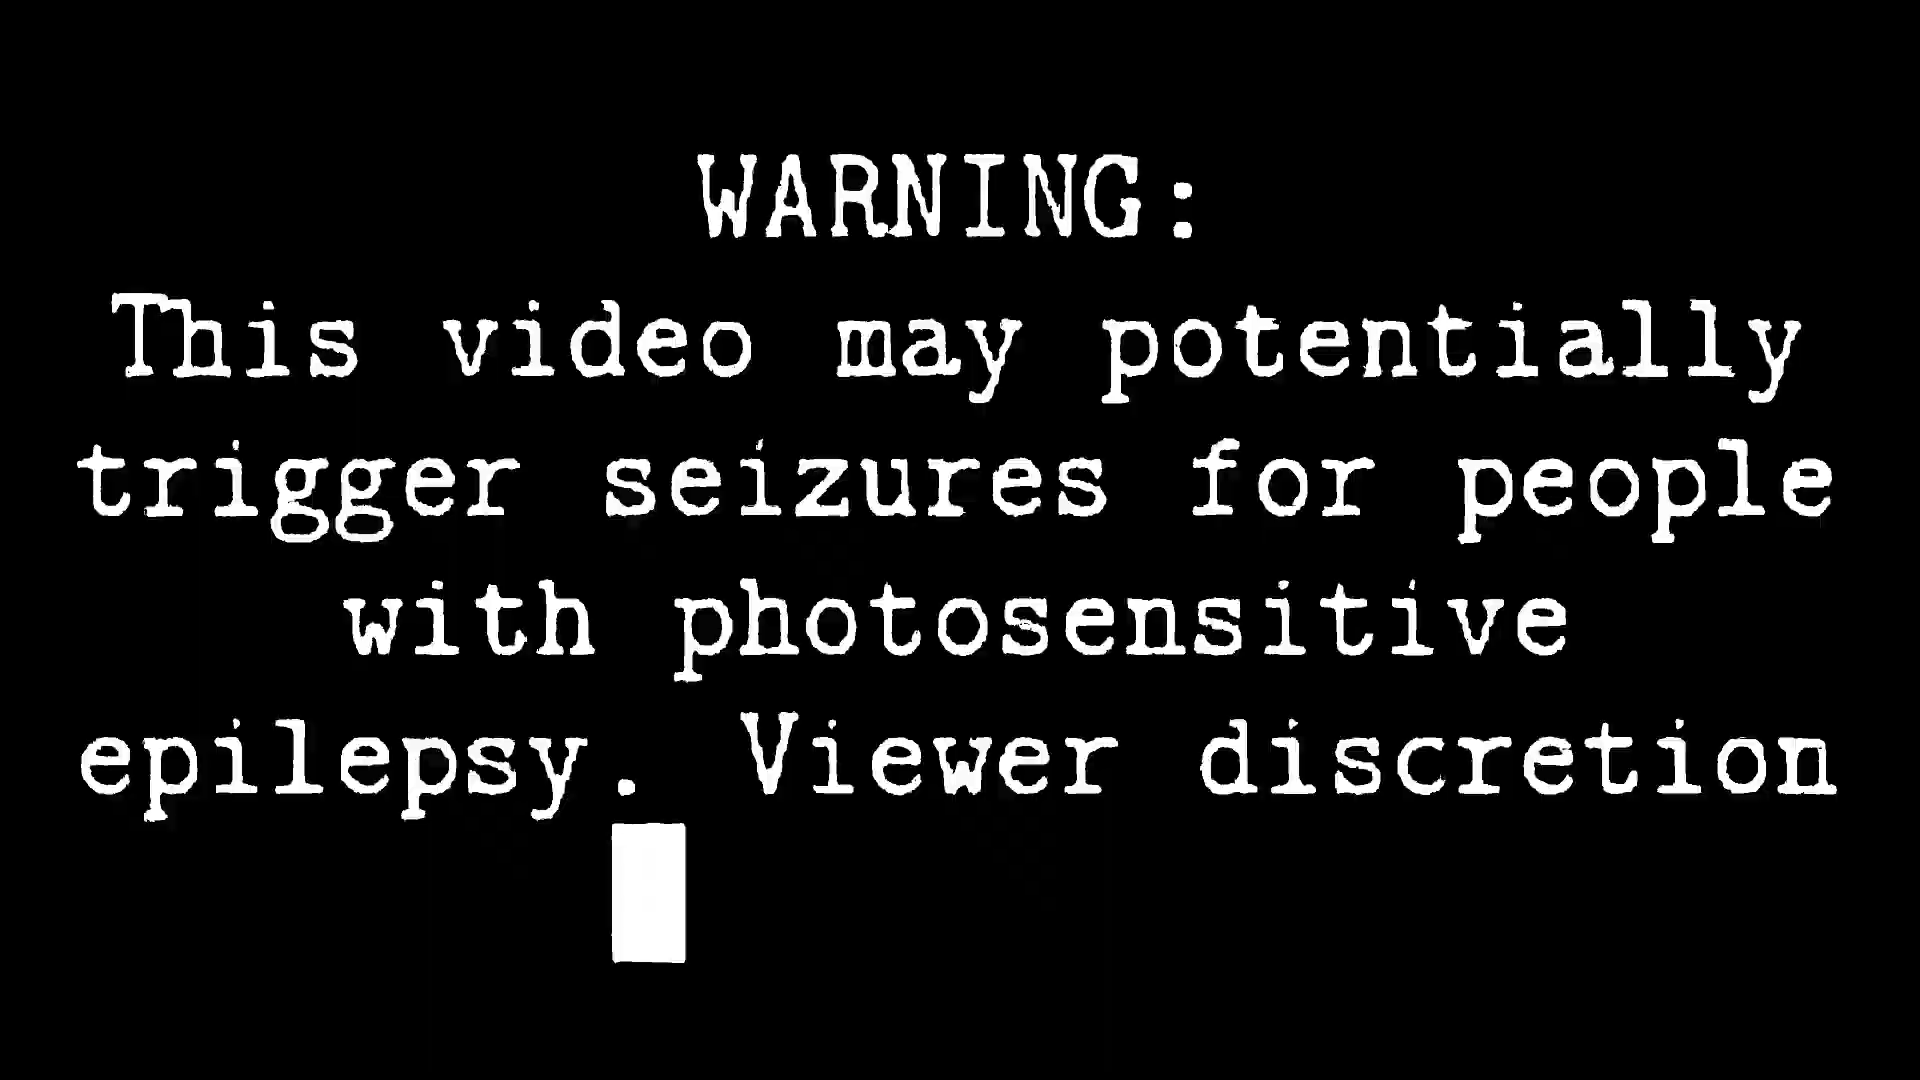 WARNING:
This video may potentially
trigger seizures for people
with photosensitive
epilepsy. Viewer discretion